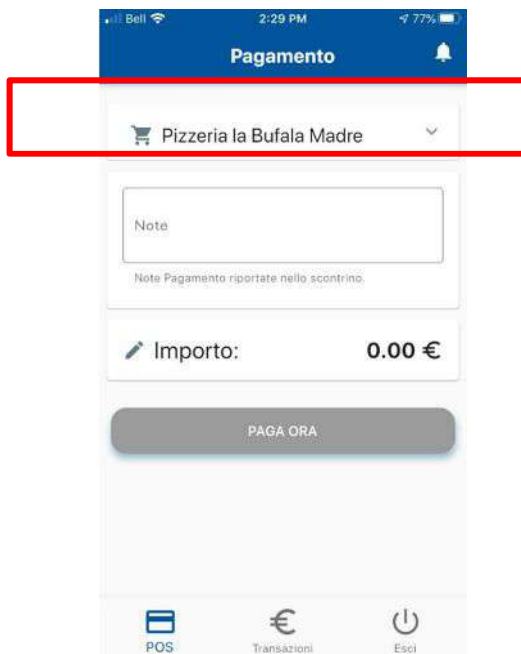 Bell 2:29 PM 77%
Pagamento
Pizzeria la Bufala Madre
Note
Note Pagamento riportate nello scontrino.
Importo: 0.00 €
PAGA ORA
POS Transazioni Esci